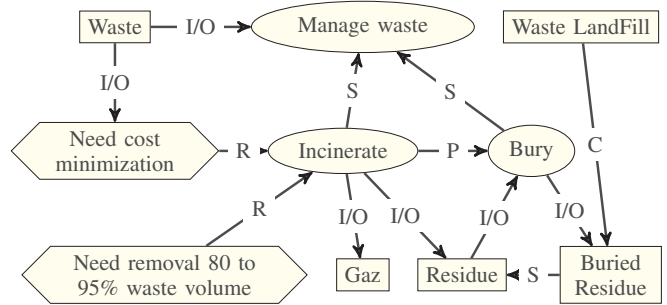 Waste
I/O
Manage waste
Waste LandFill
I/O
S
S
Need cost
minimization
R
Incinerate
P
Bury
C
R
I/O
I/O
I/O
I/O
Need removal 80 to
95% waste volume
Gaz
Residue
S
Buried
Residue